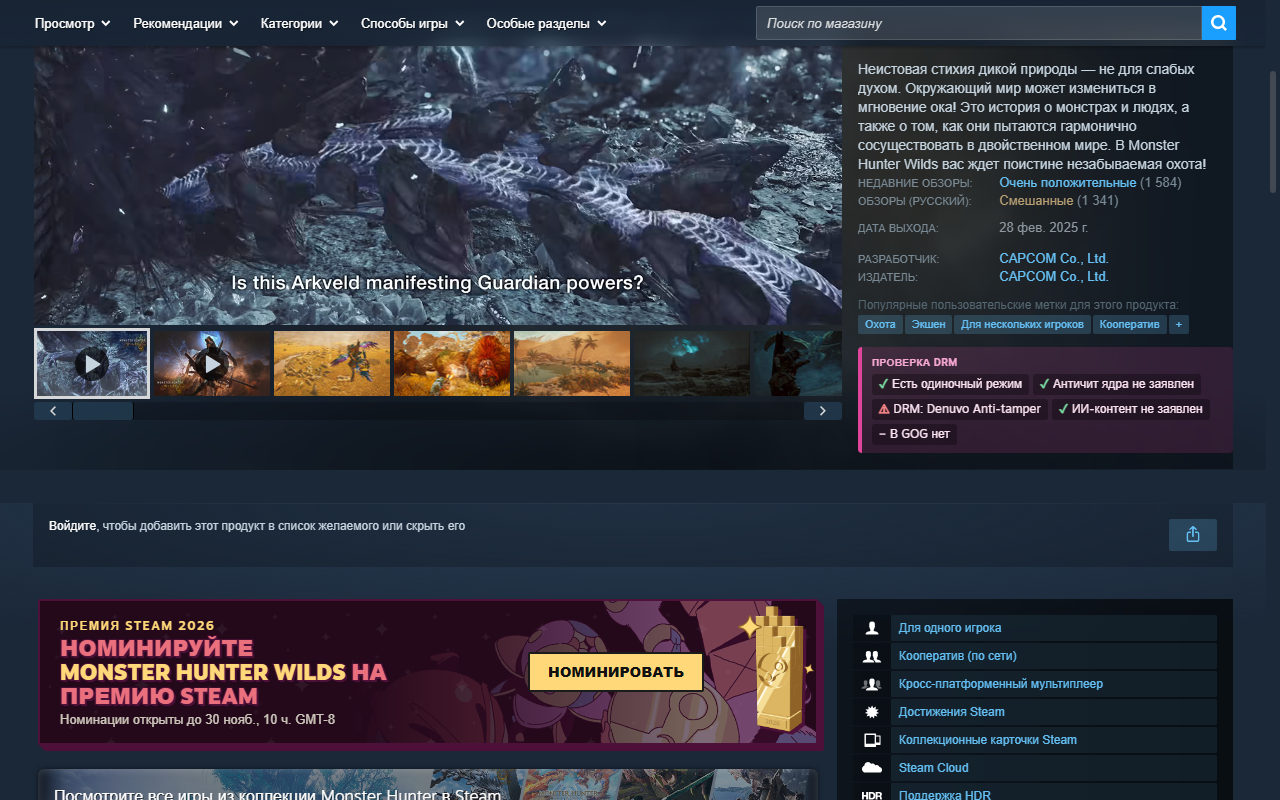 Просмотр
Рекомендации
Категории
Способы игры
Особые разделы
Поиск по магазину
Is this Arkveld manifesting Guardian powers?
Неистовая стихия дикой природы — не для слабых
духом. Окружающий мир может измениться в
мгновение ока! Это история о монстрах и людях, а
также о том, как они пытаются гармонично
сосуществовать в двойственном мире. В Monster
Hunter Wilds вас ждет поистине незабываемая охота!
НЕДАВНИЕ ОБЗОРЫ: Очень положительные (1 584)
ОБЗОРЫ (РУССКИЙ): Смешанные (1 341)
ДАТА ВЫХОДА: 28 фев. 2025 г.
РАЗРАБОТЧИК: CAPCOM Co., Ltd.
ИЗДАТЕЛЬ: CAPCOM Co., Ltd.
Популярные пользовательские метки для этого продукта:
Охота Экшен Для нескольких игроков Кооператив +
ПРОВЕРКА DRM
✓ Есть одиночный режим ✓ Античит ядра не заявлен
⚠ DRM: Denuvo Anti-tamper ✓ ИИ-контент не заявлен
– В GOG нет
Войдите, чтобы добавить этот продукт в список желаемого или скрыть его
ПРЕМИЯ STEAM 2026
НОМИНИРУЙТЕ
MONSTER HUNTER WILDS НА
ПРЕМИЮ STEAM
Номинации открыты до 30 нояб., 10 ч. GMT-8
НОМИНИРОВАТЬ
Для одного игрока
Кооператив (по сети)
Кросс-платформенный мультиплеер
Достижения Steam
Коллекционные карточки Steam
Steam Cloud
HDR Поддержка HDR
Посмотрите все игры из коллекции Monster Hunter в Steam